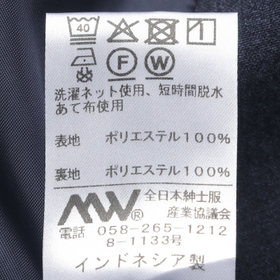 40
F W
洗濯ネット使用、短時間脱水
あて布使用
表地 ポリエステル100%
裏地 ポリエステル100%
MW® 全日本紳士服
産業協議会
電話 058-265-1212
8-1133号
インドネシア製